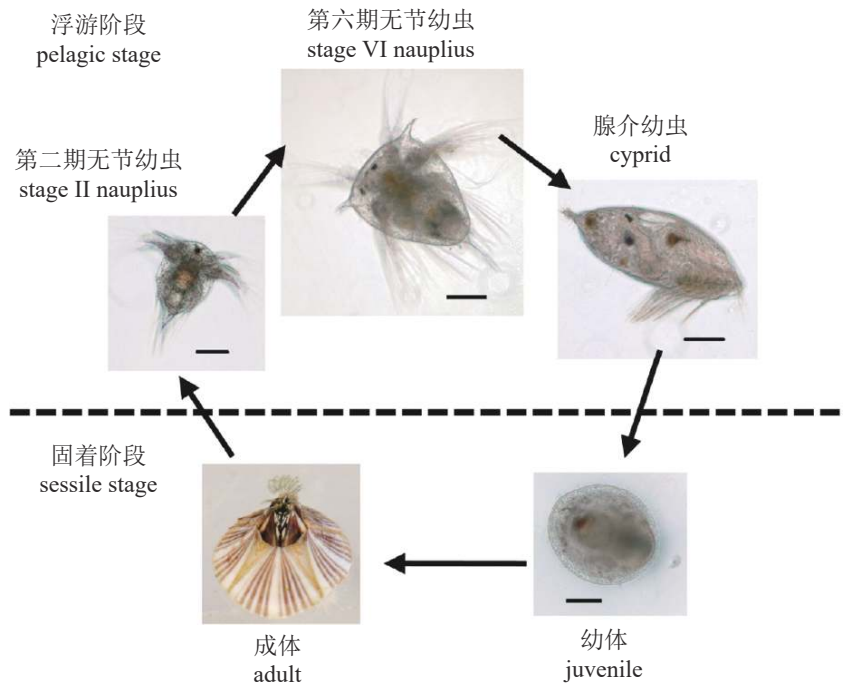 浮游阶段
pelagic stage
第六期无节幼虫
stage VI nauplius
第二期无节幼虫
stage II nauplius
腺介幼虫
cyprid
固着阶段
sessile stage
成体
adult
幼体
juvenile